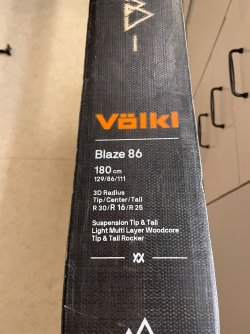 Völkl
Blaze 86
180 cm
129/86/111
3D Radius
Tip/Center/Tail
R 30/R 16/R 25
Suspension Tip & Tail
Light Multi Layer Woodcore
Tip & Tail Rocker